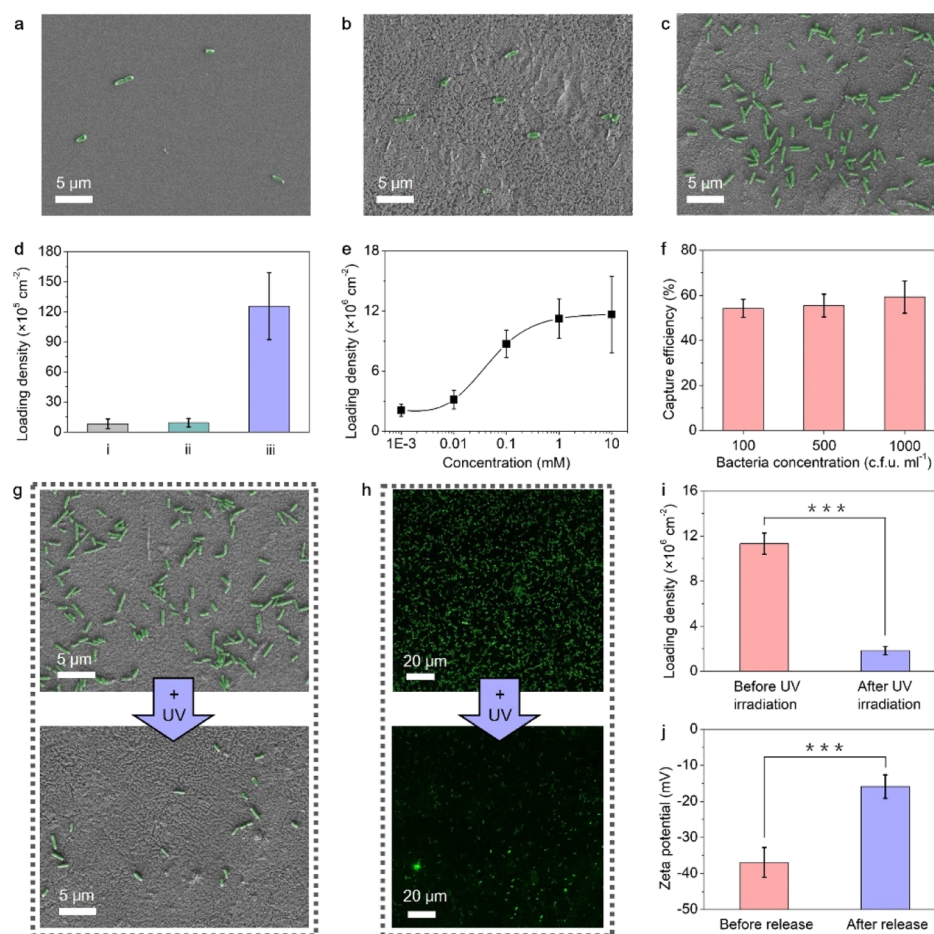 a
5 μm
b
5 μm
c
5 μm
d
Loading density (×10⁵ cm⁻²)
180
150
120
90
60
30
0
i
ii
iii
e
Loading density (×10⁶ cm⁻²)
18
12
6
0
1E-3
0.01
0.1
1
10
Concentration (mM)
f
Capture efficiency (%)
80
60
40
20
0
100
500
1000
Bacteria concentration (c.f.u. ml⁻¹)
g
5 μm
+
UV
5 μm
h
20 μm
+
UV
20 μm
i
Loading density (×10⁶ cm⁻²)
16
12
8
4
0
***
Before UV
irradiation
After UV
irradiation
j
Zeta potential (mV)
0
-10
-20
-30
-40
-50
***
Before release
After release